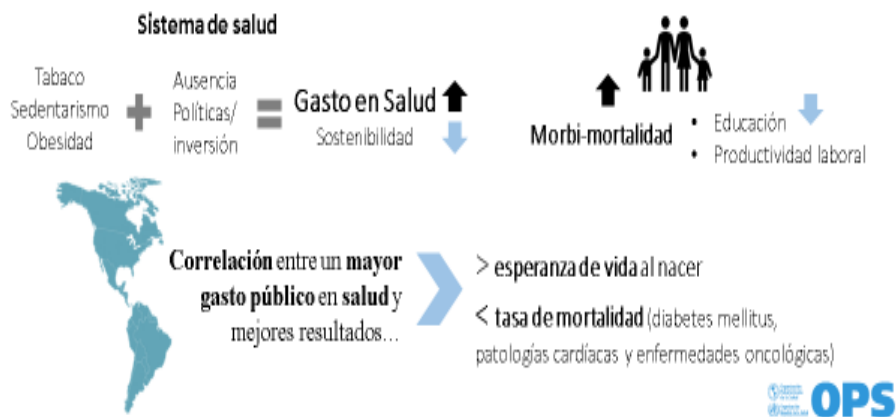 Sistema de salud
Tabaco
Sedentarismo
Obesidad
+
Ausencia
Políticas/
inversión
=
Gasto en Salud
Sostenibilidad
Morbi-mortalidad
• Educación
• Productividad laboral
Correlación entre un mayor
gasto público en salud y
mejores resultados...
> esperanza de vida al nacer
< tasa de mortalidad (diabetes mellitus,
patologías cardíacas y enfermedades oncológicas)
OPS